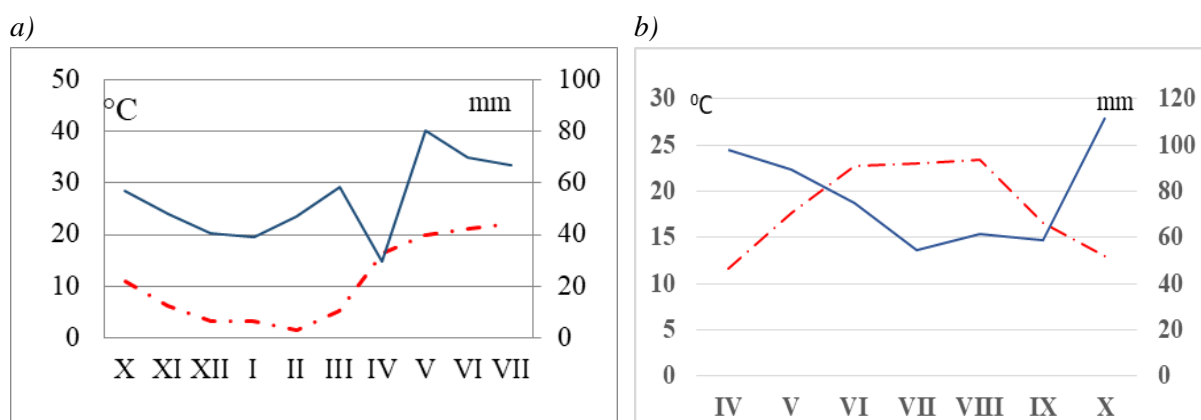 a)
b)
50 100
°C mm
40 80
30 60
20 40
10 20
0 0
X XI XII I II III IV V VI VII
30 ⁰C mm 120
25 100
20 80
15 60
10 40
5 20
0 0
IV V VI VII VIII IX X